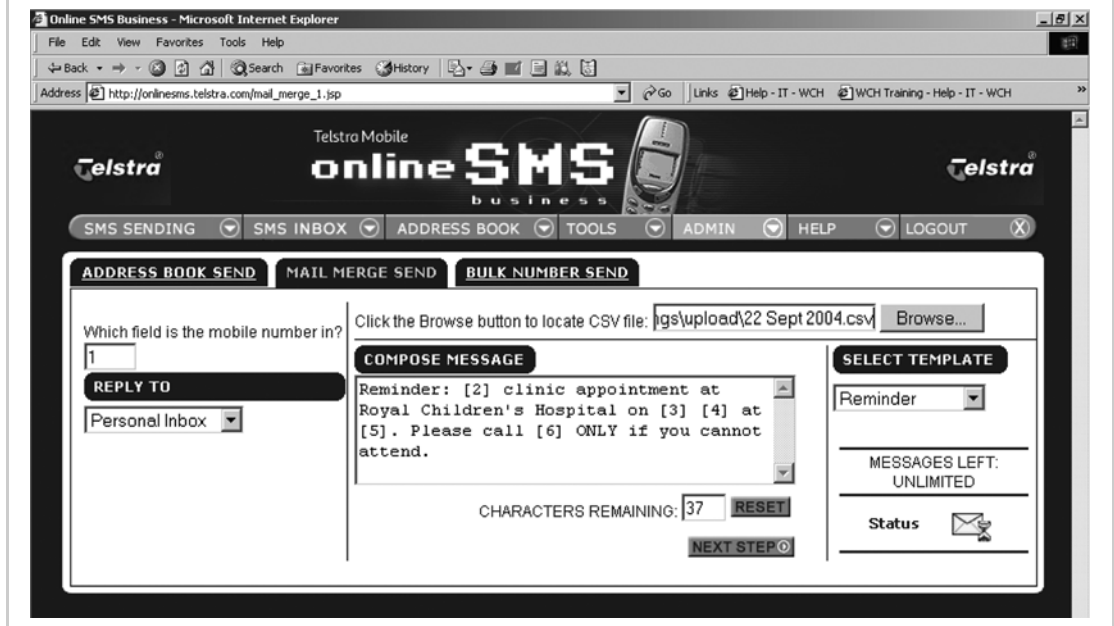 Online SMS Business - Microsoft Internet Explorer
File Edit View Favorites Tools Help
Back Search Favorites History
Address http://onlinesms.telstra.com/mail_merge_1.jsp Go Links Help - IT - WCH WCH Training - Help - IT - WCH »
Telstra Mobile
Telstra® online SMS Telstra®
business
SMS SENDING SMS INBOX ADDRESS BOOK TOOLS ADMIN HELP LOGOUT X
ADDRESS BOOK SEND MAIL MERGE SEND BULK NUMBER SEND
Which field is the mobile number in?
1
REPLY TO
Personal Inbox
Click the Browse button to locate CSV file: ngs\upload\22 Sept 2004.csv Browse...
COMPOSE MESSAGE
Reminder: [2] clinic appointment at
Royal Children's Hospital on [3] [4] at
[5]. Please call [6] ONLY if you cannot
attend.
CHARACTERS REMAINING: 37 RESET
NEXT STEP
SELECT TEMPLATE
Reminder
MESSAGES LEFT:
UNLIMITED
Status